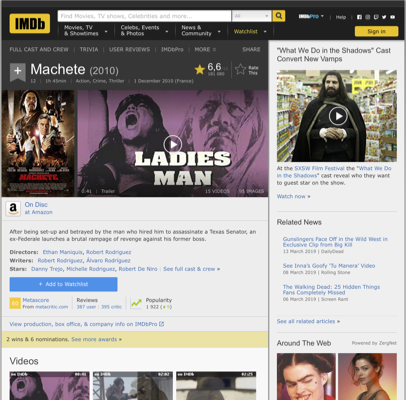 IMDb
Find Movies, TV shows, Celebrities and more...
All
IMDbPro
Help
Movies, TV & Showtimes
Celebs, Events & Photos
News & Community
Watchlist
Sign in
FULL CAST AND CREW | TRIVIA | USER REVIEWS | IMDbPro | MORE
SHARE
Machete (2010)
12 | 1h 45min | Action, Crime, Thriller | 1 December 2010 (France)
6,6
Rate This
MACHETE
LADIES
MAN
0:41 | Trailer
15 VIDEOS
On Disc
at Amazon
After being set-up and betrayed by the man who hired him to assassinate a Texas Senator, an
ex-Federale launches a brutal rampage of revenge against his former boss.
Directors: Ethan Maniquis, Robert Rodriguez
Writers: Robert Rodriguez, Álvaro Rodríguez
Stars: Danny Trejo, Michelle Rodriguez, Robert De Niro | See full cast & crew »
+ Add to Watchlist
Metascore
From metacritic.com
Reviews
387 user | 395 critic
Popularity
View production, box office, & company info on IMDbPro
2 wins & 6 nominations. See more awards »
Videos
"What We Do in the Shadows" Cast
Convert New Vamps
At the SXSW Film Festival the "What We Do
in the Shadows" cast reveal who they want
to guest star on the show.
Watch now »
Related News
Gunslingers Face Off in the Wild West in
Exclusive Clip from Big Kill
13 March 2019 | DailyDead
See Inna's Goofy 'Tu Manera' Video
08 March 2019 | Rolling Stone
The Walking Dead: 25 Hidden Things
Fans Completely Missed
06 March 2019 | Screen Rant
See all related articles »
Around The Web
Powered by ZergNet